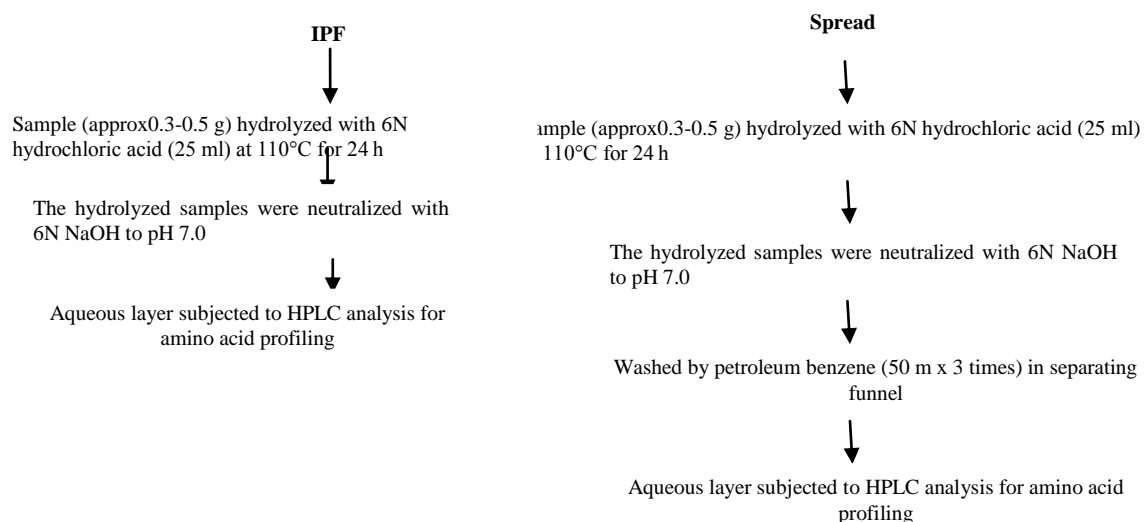 IPF
Sample (approx0.3-0.5 g) hydrolyzed with 6N
hydrochloric acid (25 ml) at 110°C for 24 h
The hydrolyzed samples were neutralized with
6N NaOH to pH 7.0
Aqueous layer subjected to HPLC analysis for
amino acid profiling
Spread
ample (approx0.3-0.5 g) hydrolyzed with 6N hydrochloric acid (25 ml)
110°C for 24 h
The hydrolyzed samples were neutralized with 6N NaOH
to pH 7.0
Washed by petroleum benzene (50 m x 3 times) in separating
funnel
Aqueous layer subjected to HPLC analysis for amino acid
profiling